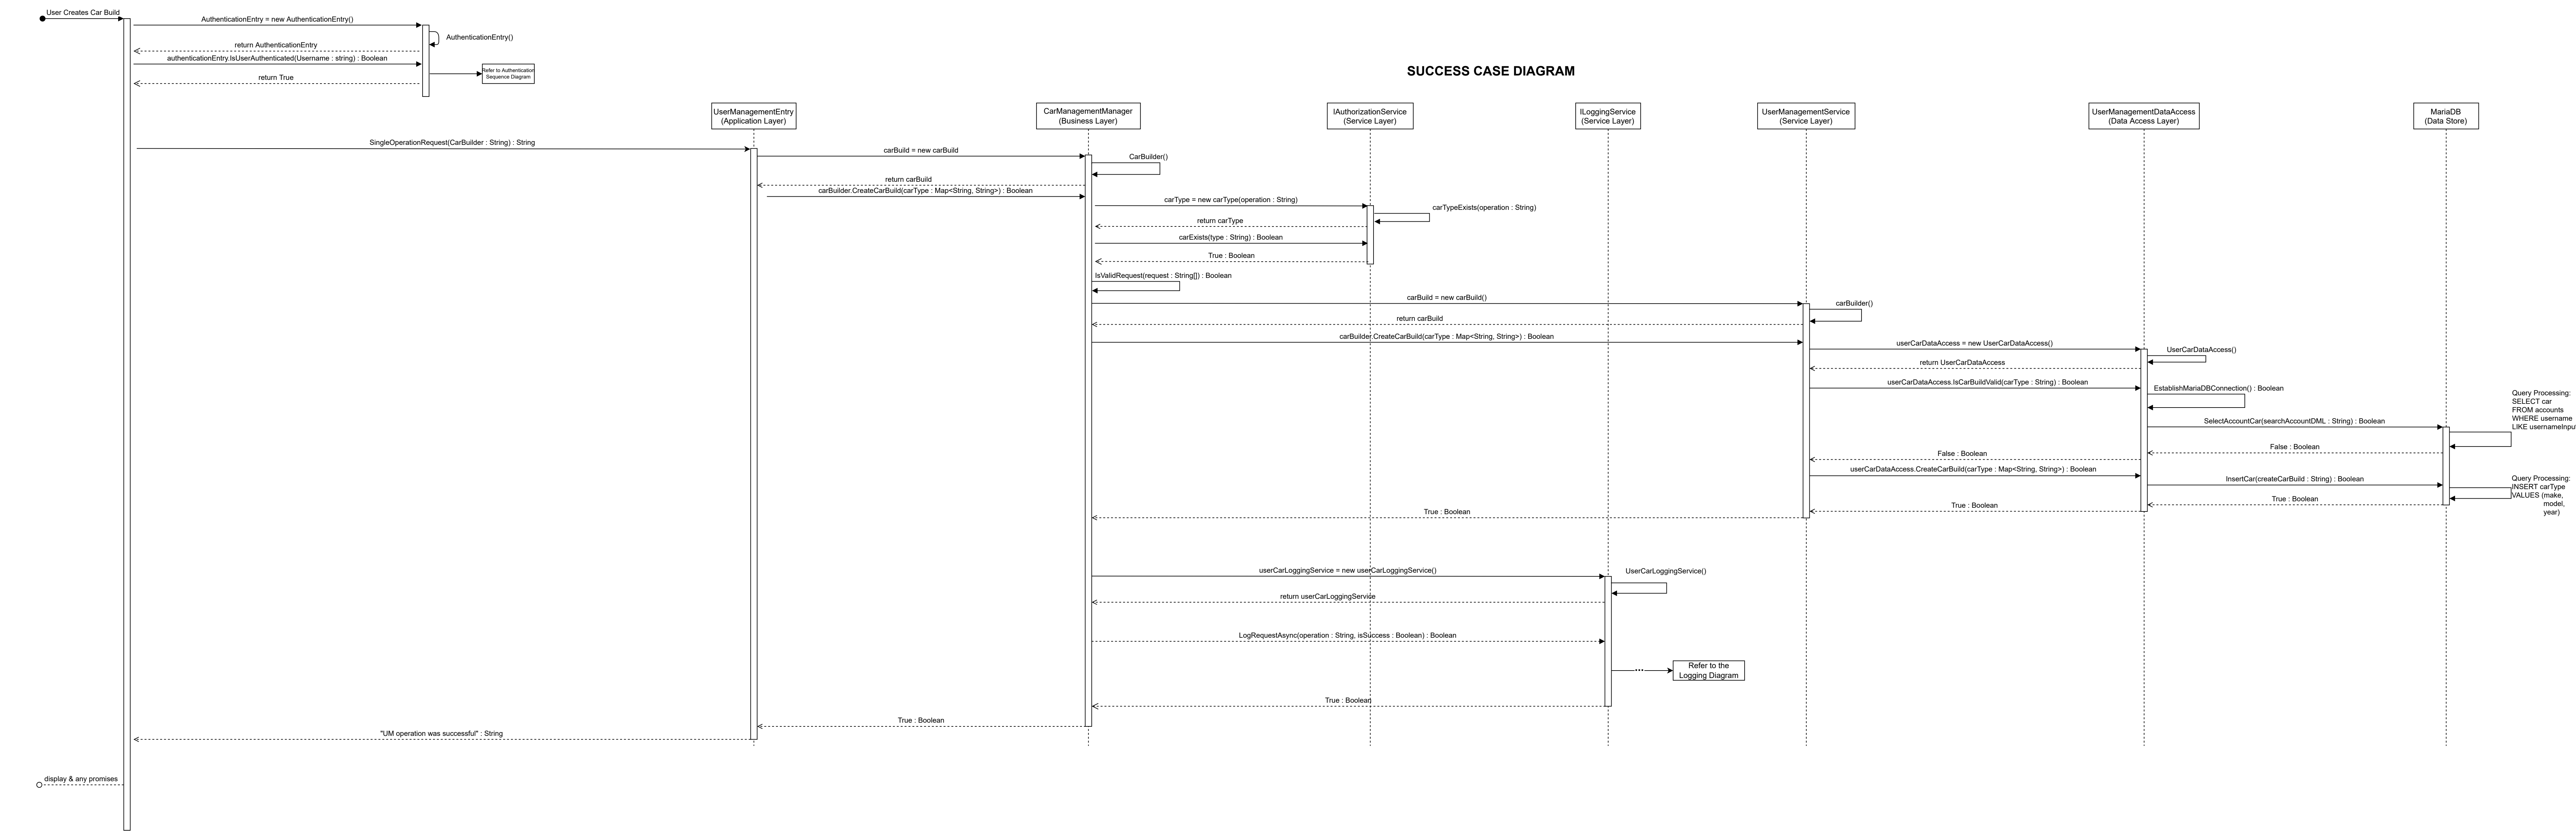 User Creates Car Build
AuthenticationEntry = new AuthenticationEntry()
AuthenticationEntry()
return AuthenticationEntry
authenticationEntry.IsUserAuthenticated(Username : string) : Boolean
Refer to Authentication
Sequence Diagram
return True
SUCCESS CASE DIAGRAM
UserManagementEntry
(Application Layer)
CarManagementManager
(Business Layer)
IAuthorizationService
(Service Layer)
ILoggingService
(Service Layer)
UserManagementService
(Service Layer)
UserManagementDataAccess
(Data Access Layer)
MariaDB
(Data Store)
SingleOperationRequest(CarBuilder : String) : String
carBuild = new carBuild
CarBuilder()
return carBuild
carBuilder.CreateCarBuild(carType : Map<String, String>) : Boolean
carType = new carType(operation : String)
carTypeExists(operation : String)
return carType
carExists(type : String) : Boolean
True : Boolean
IsValidRequest(request : String[]) : Boolean
carBuild = new carBuild()
carBuilder()
return carBuild
carBuilder.CreateCarBuild(carType : Map<String, String>) : Boolean
userCarDataAccess = new UserCarDataAccess()
UserCarDataAccess()
return UserCarDataAccess
userCarDataAccess.IsCarBuildValid(carType : String) : Boolean
EstablishMariaDBConnection() : Boolean
Query Processing:
SELECT car
FROM accounts
WHERE username
LIKE usernameInput
SelectAccountCar(searchAccountDML : String) : Boolean
False : Boolean
False : Boolean
userCarDataAccess.CreateCarBuild(carType : Map<String, String>) : Boolean
InsertCar(createCarBuild : String) : Boolean
Query Processing:
INSERT carType
VALUES (make,
model,
year)
True : Boolean
True : Boolean
True : Boolean
userCarLoggingService = new userCarLoggingService()
UserCarLoggingService()
return userCarLoggingService
LogRequestAsync(operation : String, isSuccess : Boolean) : Boolean
Refer to the
Logging Diagram
True : Boolean
True : Boolean
"UM operation was successful" : String
display & any promises